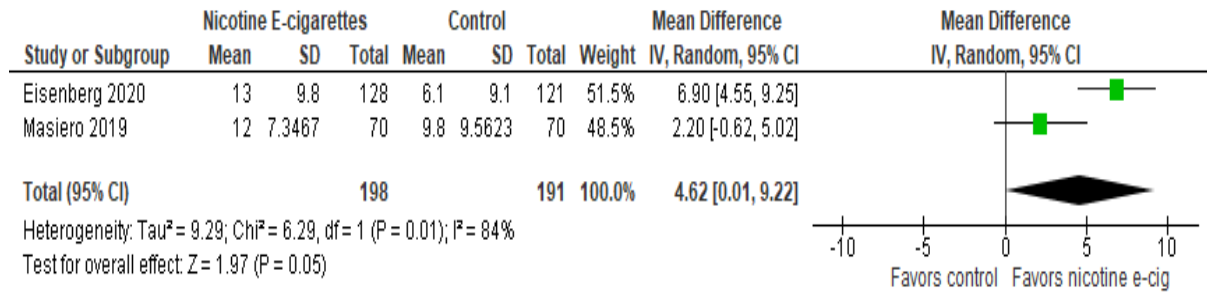 Nicotine E-cigarettes Control Mean Difference Mean Difference
Study or Subgroup Mean SD Total Mean SD Total Weight IV, Random, 95% CI IV, Random, 95% CI
Eisenberg 2020 13 9.8 128 6.1 9.1 121 51.5% 6.90 [4.55, 9.25]
Masiero 2019 12 7.3467 70 9.8 9.5623 70 48.5% 2.20 [-0.62, 5.02]
Total (95% CI) 198 191 100.0% 4.62 [0.01, 9.22]
Heterogeneity: Tau² = 9.29; Chi² = 6.29, df = 1 (P = 0.01); I² = 84%
Test for overall effect: Z = 1.97 (P = 0.05)
-10 -5 0 5 10
Favors control Favors nicotine e-cig